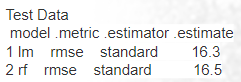 Test Data
model .metric .estimator .estimate
1 lm rmse standard 16.3
2 rf rmse standard 16.5